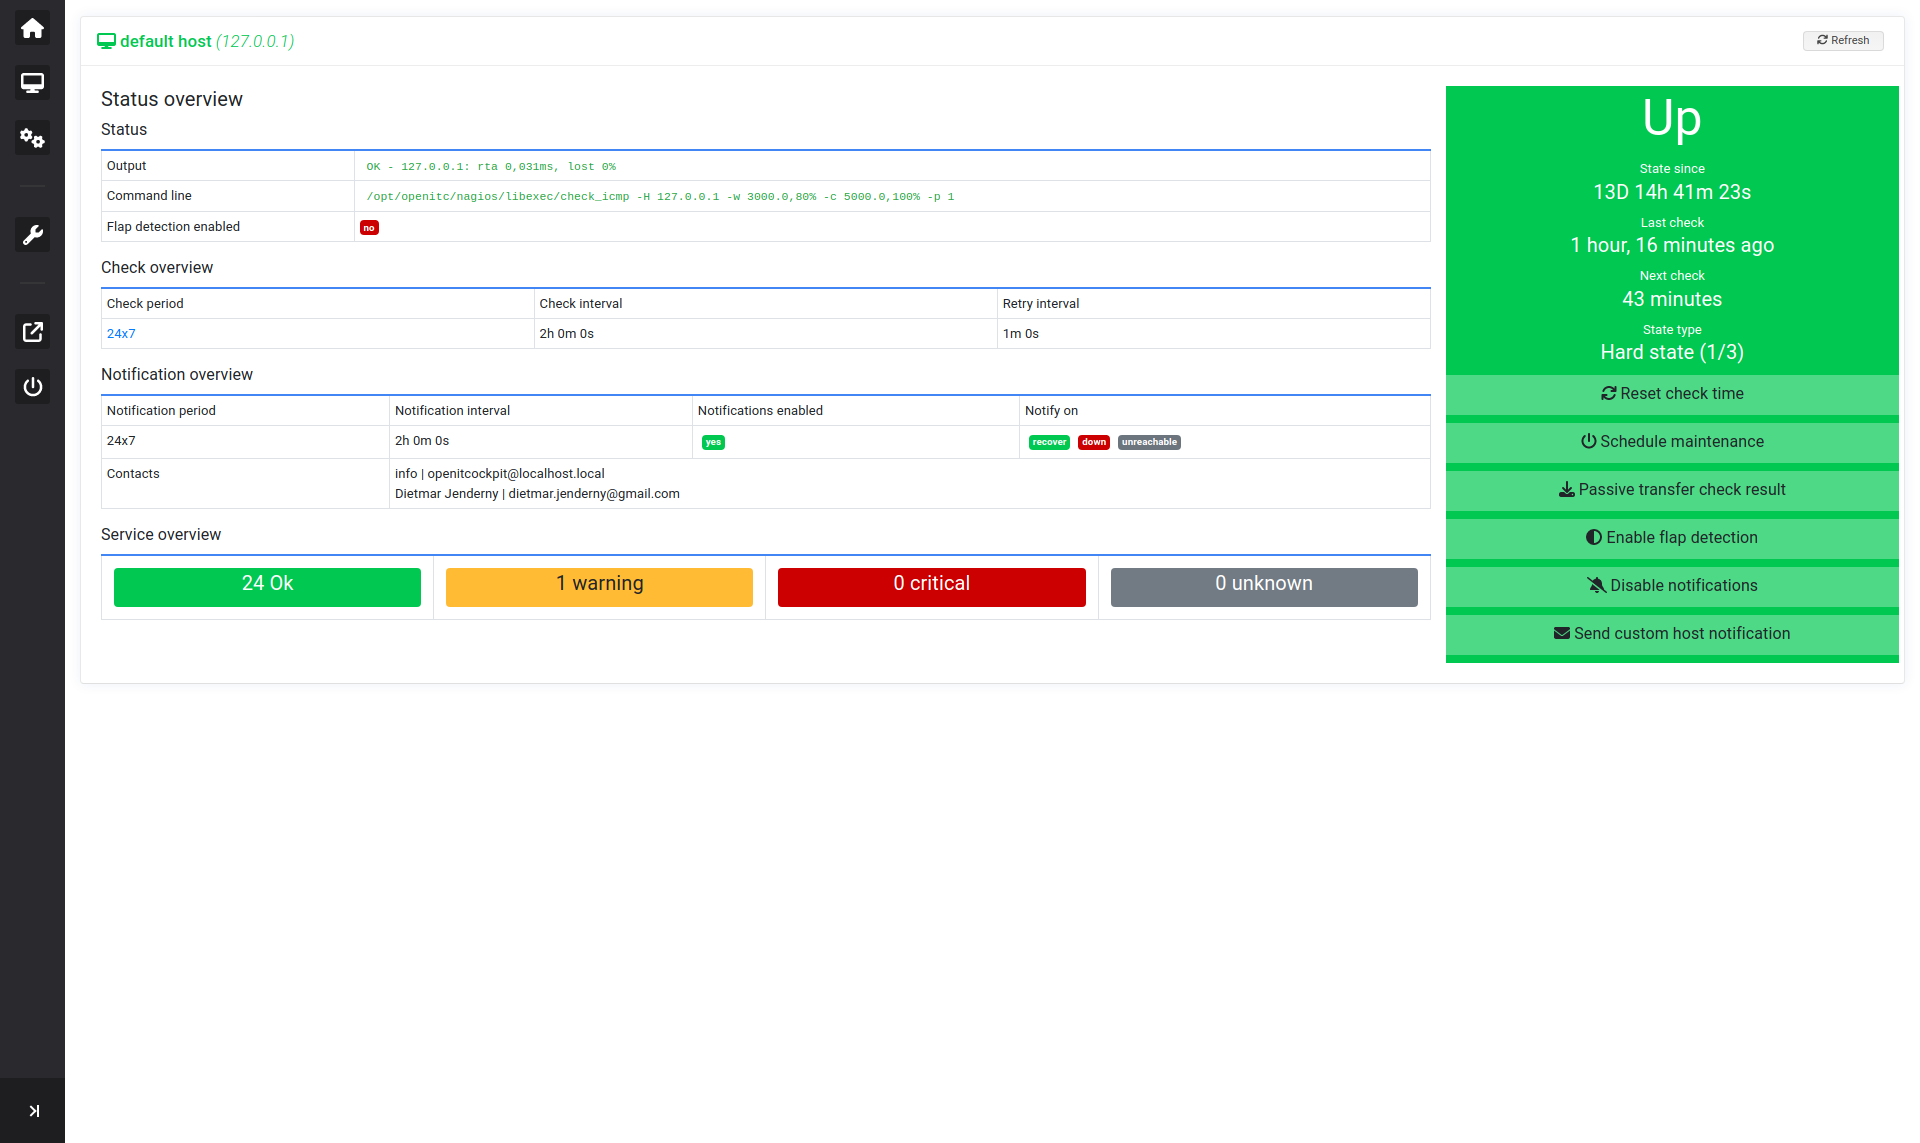 default host (127.0.0.1)
Refresh
Status overview
Status
Output OK - 127.0.0.1: rta 0,031ms, lost 0%
Command line /opt/openitc/nagios/libexec/check_icmp -H 127.0.0.1 -w 3000.0,80% -c 5000.0,100% -p 1
Flap detection enabled no
Check overview
Check period Check interval Retry interval
24x7 2h 0m 0s 1m 0s
Notification overview
Notification period Notification interval Notifications enabled Notify on
24x7 2h 0m 0s yes recover down unreachable
Contacts info | openitcockpit@localhost.local
Dietmar Jenderny | dietmar.jenderny@gmail.com
Service overview
24 Ok 1 warning 0 critical 0 unknown
Up
State since
13D 14h 41m 23s
Last check
1 hour, 16 minutes ago
Next check
43 minutes
State type
Hard state (1/3)
Reset check time
Schedule maintenance
Passive transfer check result
Enable flap detection
Disable notifications
Send custom host notification